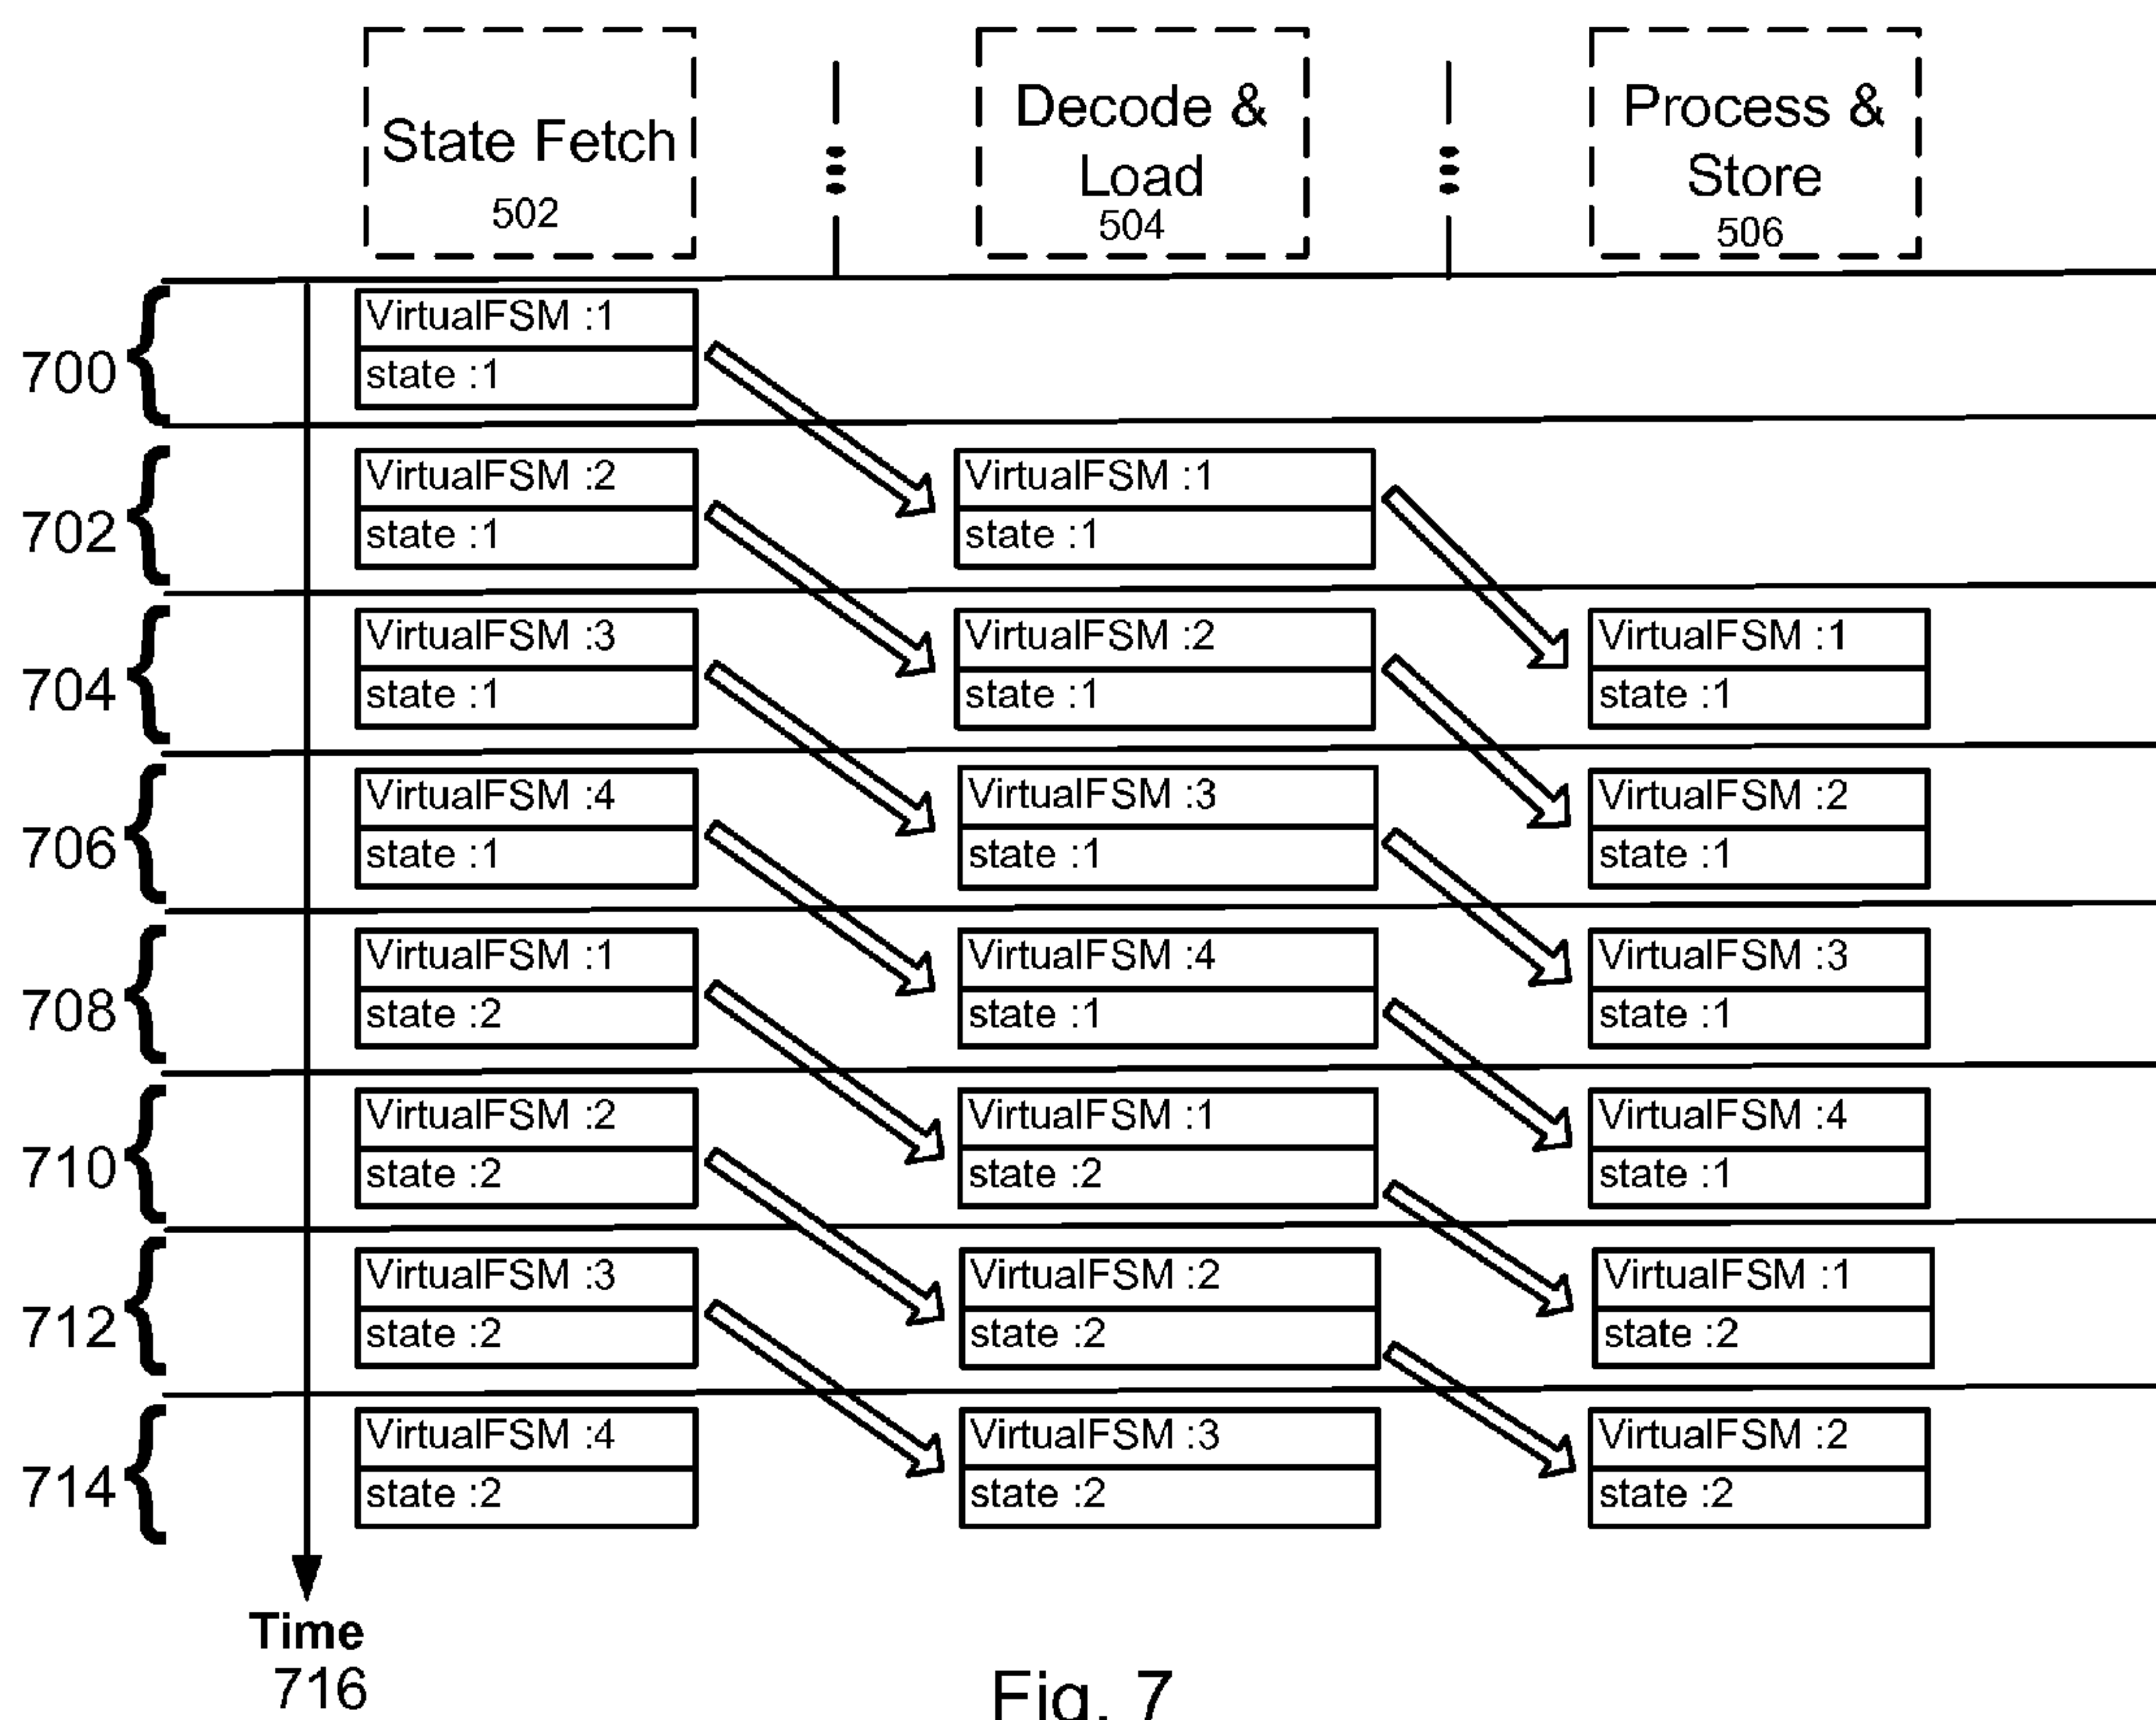 State Fetch
502
Decode &
Load
504
Process &
Store
506
700
VirtualFSM :1
state :1
702
VirtualFSM :2
state :1
VirtualFSM :1
state :1
704
VirtualFSM :3
state :1
VirtualFSM :2
state :1
VirtualFSM :1
state :1
706
VirtualFSM :4
state :1
VirtualFSM :3
state :1
VirtualFSM :2
state :1
708
VirtualFSM :1
state :2
VirtualFSM :4
state :1
VirtualFSM :3
state :1
710
VirtualFSM :2
state :2
VirtualFSM :1
state :2
VirtualFSM :4
state :1
712
VirtualFSM :3
state :2
VirtualFSM :2
state :2
VirtualFSM :1
state :2
714
VirtualFSM :4
state :2
VirtualFSM :3
state :2
VirtualFSM :2
state :2
Time
716
Fig. 7